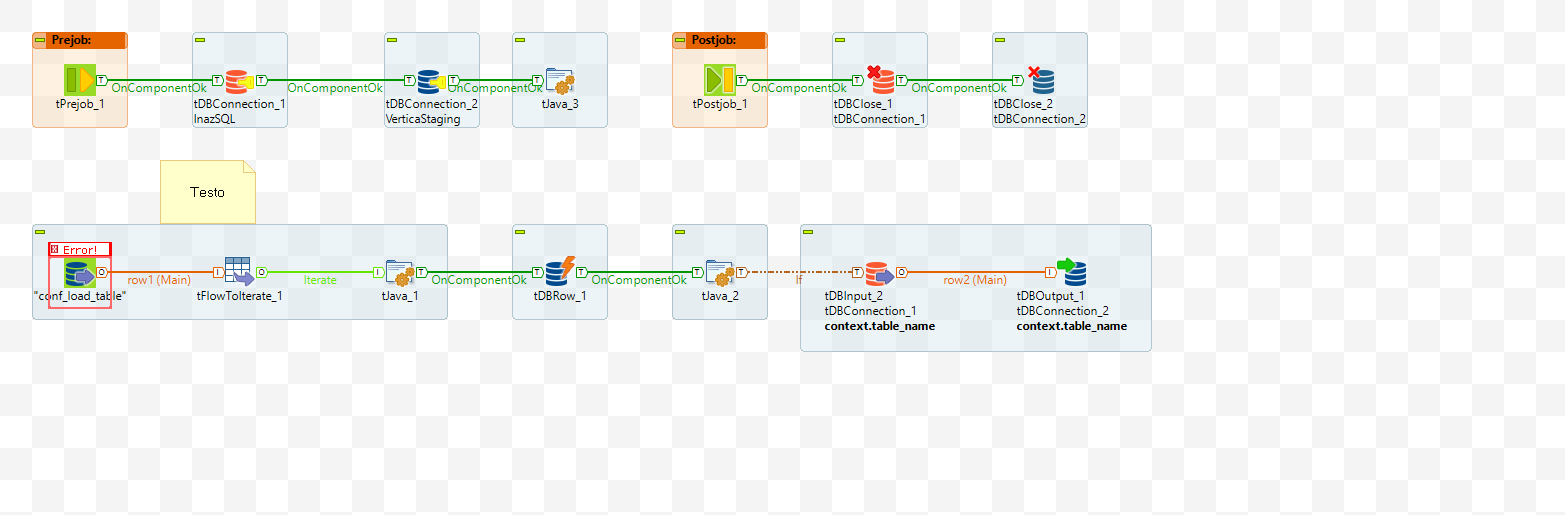 Prejob:
Postjob:
T OnComponentOk T
T OnComponentOk T
T OnComponentOk T
T OnComponentOk T
T OnComponentOk T
tPrejob_1
tDBConnection_1
InazSQL
tDBConnection_2
VerticaStaging
tJava_3
tPostjob_1
tDBClose_1
tDBConnection_1
tDBClose_2
tDBConnection_2
Testo
Error!
O row1 (Main) I
O Iterate I
T OnComponentOk T
T OnComponentOk T
T If T
O row2 (Main) I
"conf_load_table"
tFlowToIterate_1
tJava_1
tDBRow_1
tJava_2
tDBInput_2
tDBConnection_1
context.table_name
tDBOutput_1
tDBConnection_2
context.table_name